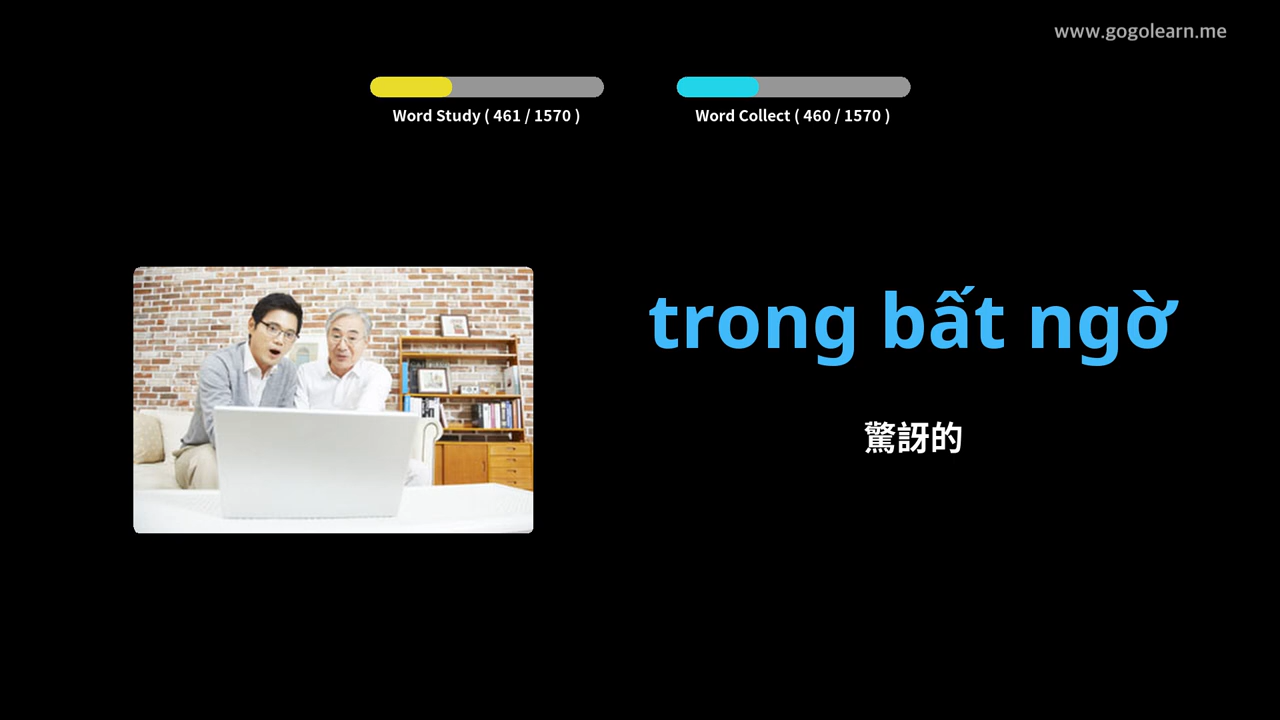 www.gogolearn.me
Word Study ( 461 / 1570 )
Word Collect ( 460 / 1570 )
trong bất ngờ
驚訝的